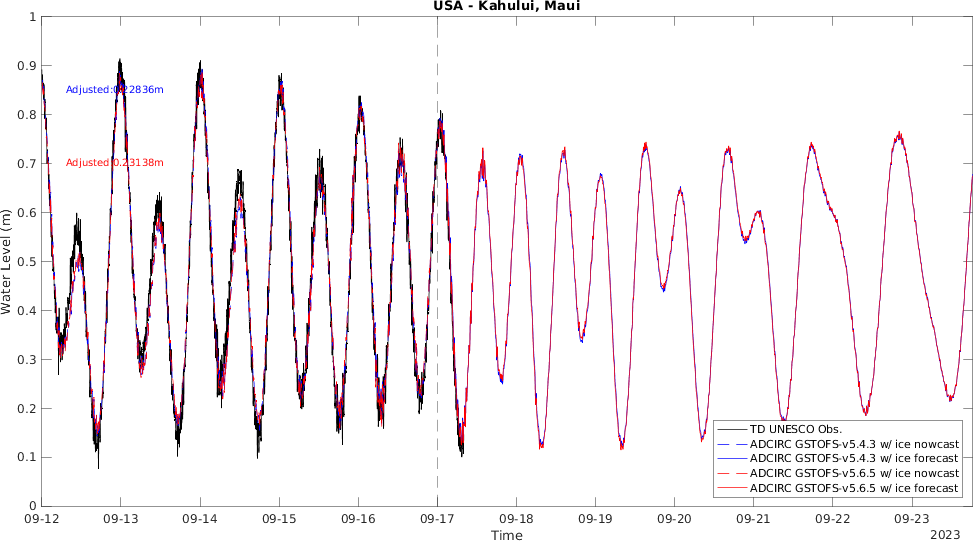 USA - Kahului, Maui
1
0.9
0.8
0.7
0.6
0.5
0.4
0.3
0.2
0.1
0
Water Level (m)
Adjusted:0.22836m
Adjusted:0.23138m
TD UNESCO Obs.
ADCIRC GSTOFS-v5.4.3 w/ ice nowcast
ADCIRC GSTOFS-v5.4.3 w/ ice forecast
ADCIRC GSTOFS-v5.6.5 w/ ice nowcast
ADCIRC GSTOFS-v5.6.5 w/ ice forecast
09-12 09-13 09-14 09-15 09-16 09-17 09-18 09-19 09-20 09-21 09-22 09-23
Time
2023